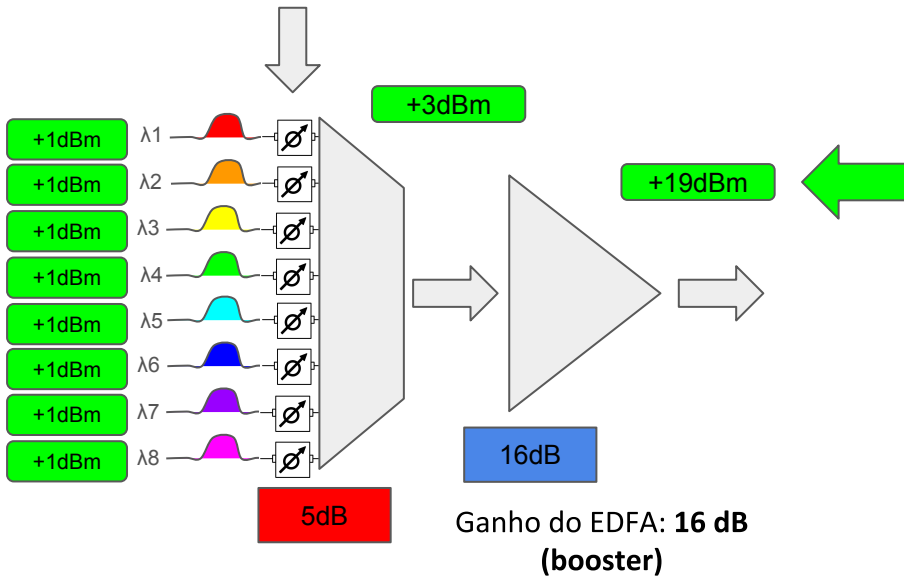 +3dBm
+1dBm λ1
+19dBm
+1dBm λ2
+1dBm λ3
+1dBm λ4
+1dBm λ5
+1dBm λ6
+1dBm λ7
+1dBm λ8
16dB
5dB
Ganho do EDFA: 16 dB
(booster)